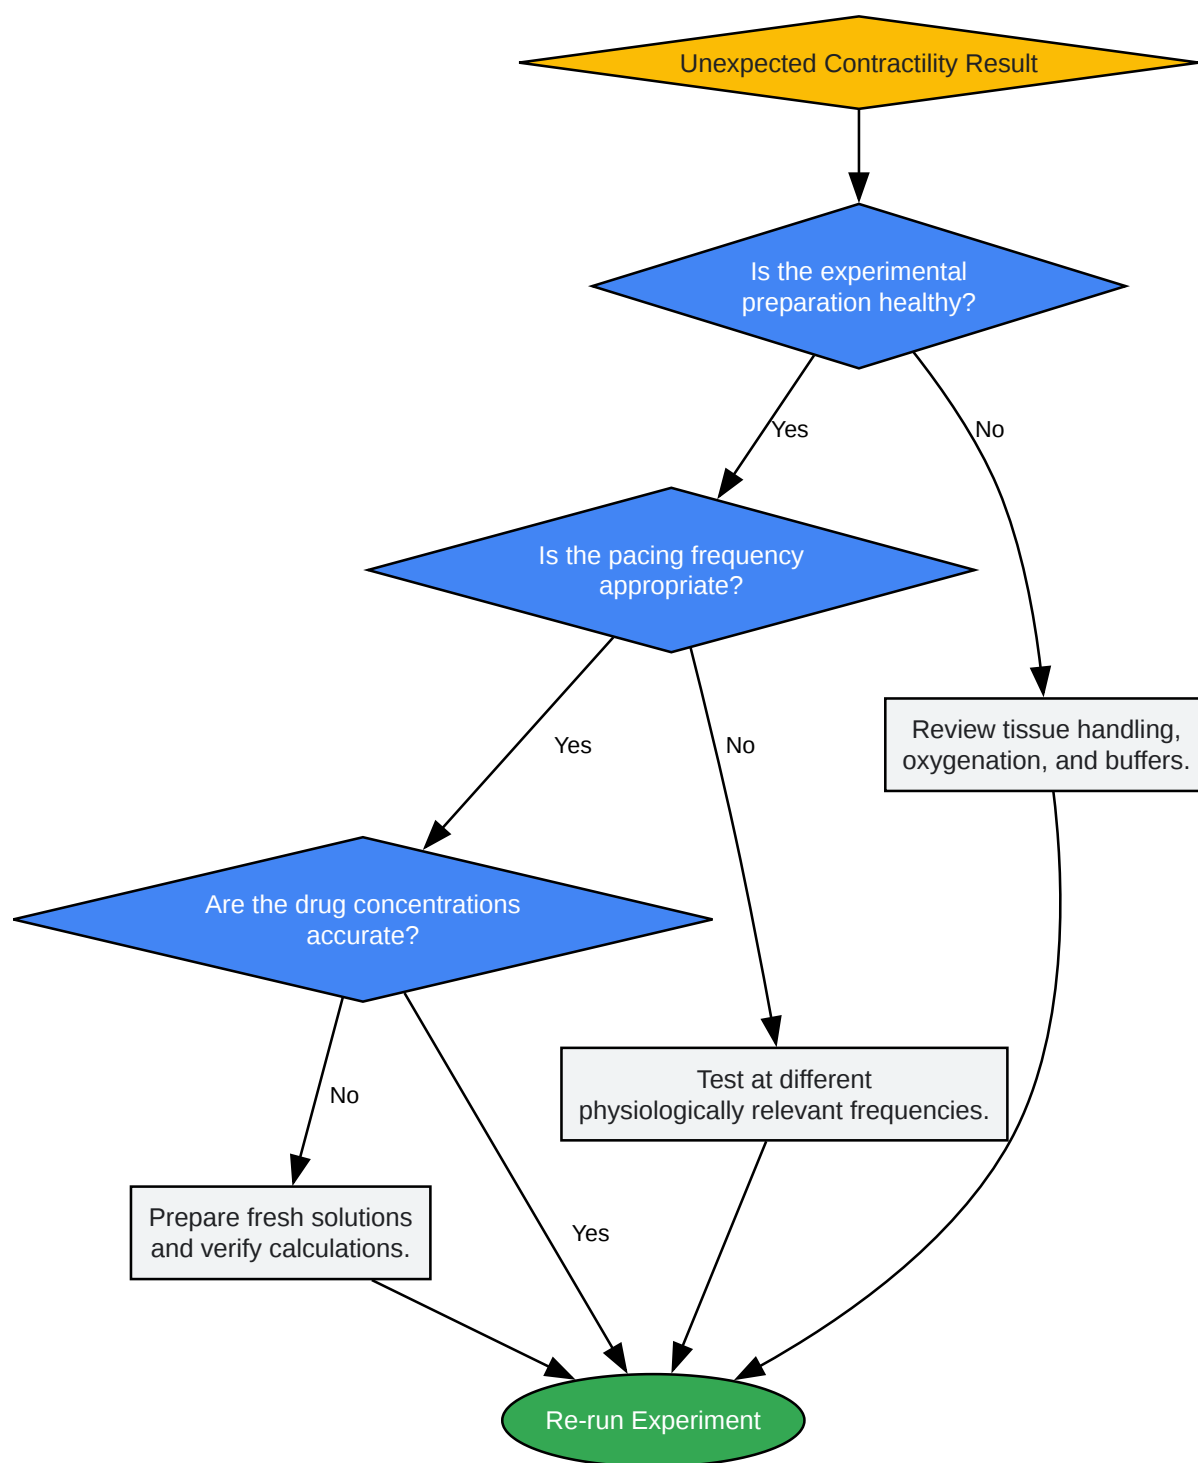 Unexpected Contractility Result
Is the experimental
preparation healthy?
Yes
No
Is the pacing frequency
appropriate?
Review tissue handling,
oxygenation, and buffers.
Yes
No
Are the drug concentrations
accurate?
Test at different
physiologically relevant frequencies.
No
Prepare fresh solutions
and verify calculations.
Yes
Re-run Experiment